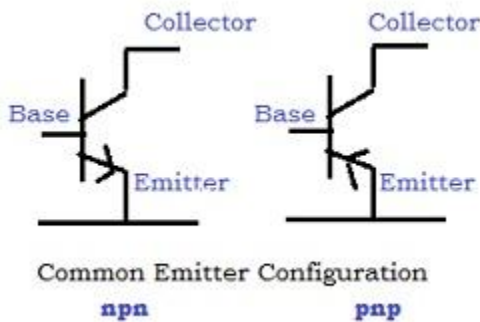 Collector Collector
Base Base
Emitter Emitter
Common Emitter Configuration
npn pnp